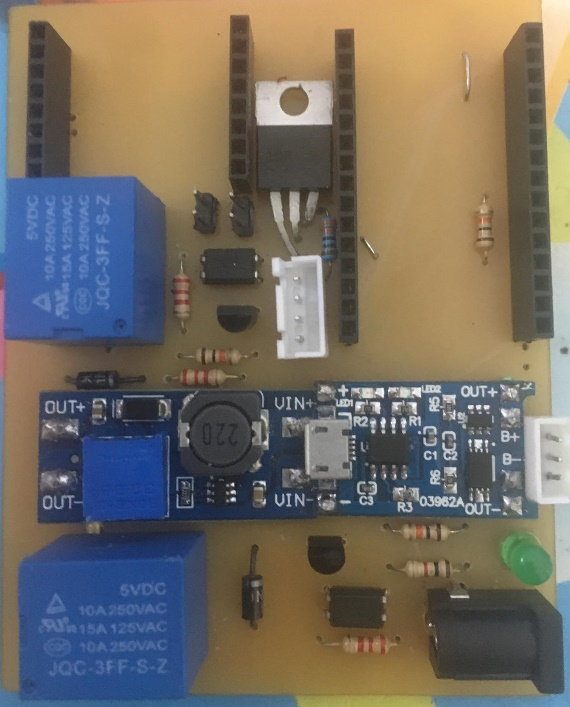 5VDC
10A 250VAC
15A 125VAC
10A 250VAC
JQC-3FF-S-Z
OUT+
OUT-
220
VIN+
VIN-
+
-
LED1
LED2
R2
R1
R5
C1
R6
C3
R3
03962A
OUT+
B+
B-
OUT-
5VDC
10A 250VAC
15A 125VAC
10A 250VAC
JQC-3FF-S-Z